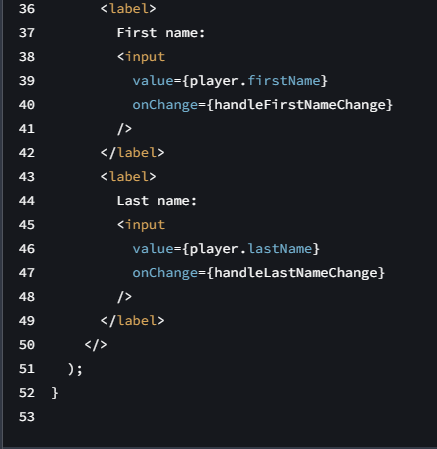 36 <label>
37 First name:
38 <input
39 value={player.firstName}
40 onChange={handleFirstNameChange}
41 />
42 </label>
43 <label>
44 Last name:
45 <input
46 value={player.lastName}
47 onChange={handleLastNameChange}
48 />
49 </label>
50 </>
51 );
52 }
53